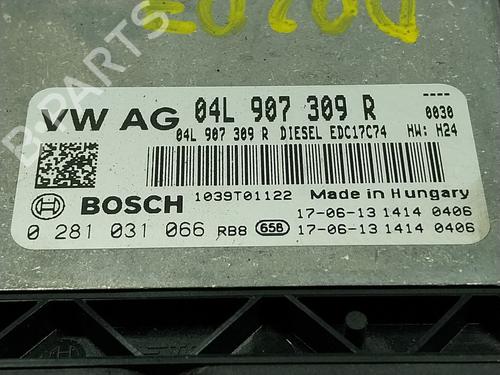 VW AG 04L 907 309 R
04L 907 309 R DIESEL EDC17C74
0030
HW: H24
1039T01122 Made in Hungary
BOSCH
17-06-13 1414 0406
0 281 031 066 RB8 658 17-06-13 1414 0406
B-PARTS